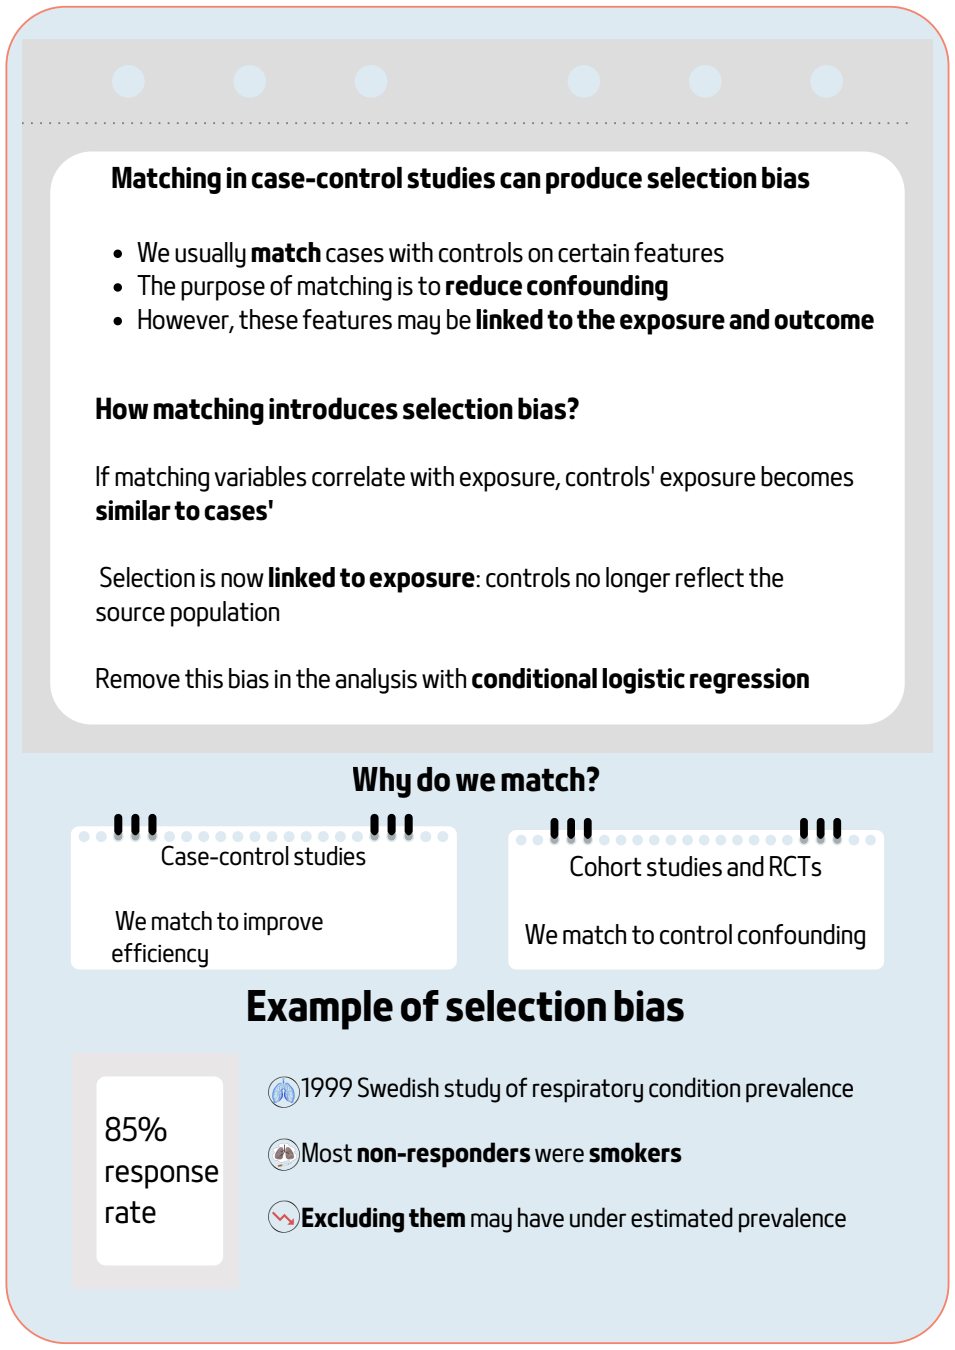 Matching in case-control studies can produce selection bias
• We usually match cases with controls on certain features
• The purpose of matching is to reduce confounding
• However, these features may be linked to the exposure and outcome
How matching introduces selection bias?
If matching variables correlate with exposure, controls' exposure becomes
similar to cases'
Selection is now linked to exposure: controls no longer reflect the
source population
Remove this bias in the analysis with conditional logistic regression
Why do we match?
Case-control studies
We match to improve
efficiency
Cohort studies and RCTs
We match to control confounding
Example of selection bias
85%
response
rate
1999 Swedish study of respiratory condition prevalence
Most non-responders were smokers
Excluding them may have under estimated prevalence